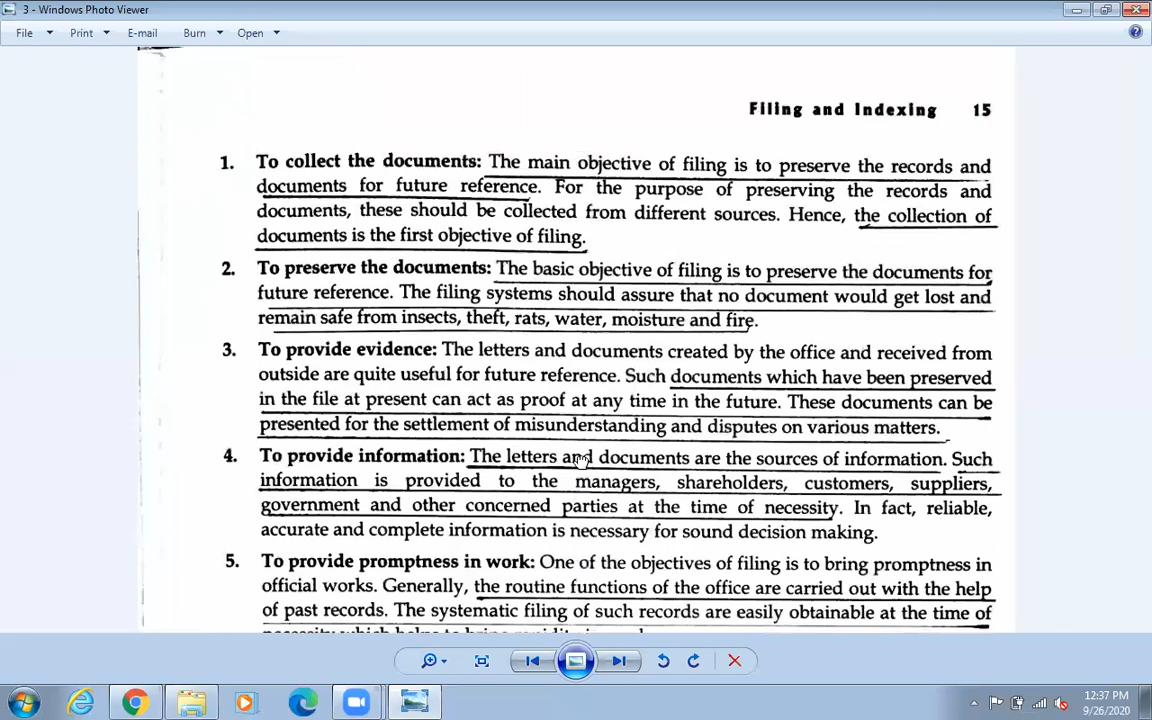 3 - Windows Photo Viewer
File Print E-mail Burn Open
Filing and Indexing 15
1. To collect the documents: The main objective of filing is to preserve the records and
documents for future reference. For the purpose of preserving the records and
documents, these should be collected from different sources. Hence, the collection of
documents is the first objective of filing.
2. To preserve the documents: The basic objective of filing is to preserve the documents for
future reference. The filing systems should assure that no document would get lost and
remain safe from insects, theft, rats, water, moisture and fire.
3. To provide evidence: The letters and documents created by the office and received from
outside are quite useful for future reference. Such documents which have been preserved
in the file at present can act as proof at any time in the future. These documents can be
presented for the settlement of misunderstanding and disputes on various matters.
4. To provide information: The letters and documents are the sources of information. Such
information is provided to the managers, shareholders, customers, suppliers,
government and other concerned parties at the time of necessity. In fact, reliable,
accurate and complete information is necessary for sound decision making.
5. To provide promptness in work: One of the objectives of filing is to bring promptness in
official works. Generally, the routine functions of the office are carried out with the help
of past records. The systematic filing of such records are easily obtainable at the time of
necessity which helps to bring
12:37 PM
9/26/2020